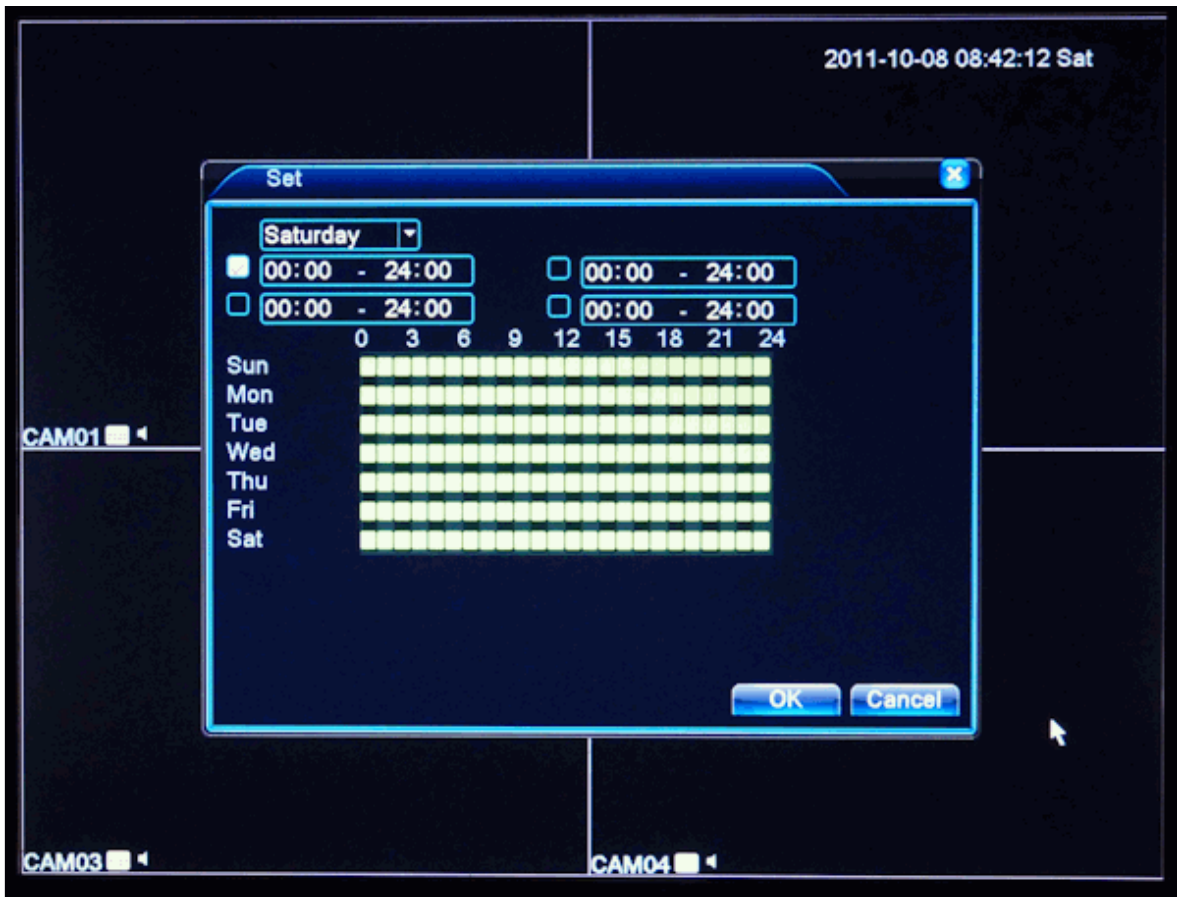 2011-10-08 08:42:12 Sat
Set
Saturday
00:00 - 24:00 00:00 - 24:00
00:00 - 24:00 00:00 - 24:00
0 3 6 9 12 15 18 21 24
Sun
Mon
Tue
Wed
Thu
Fri
Sat
CAM01
OK Cancel
CAM03 CAM04